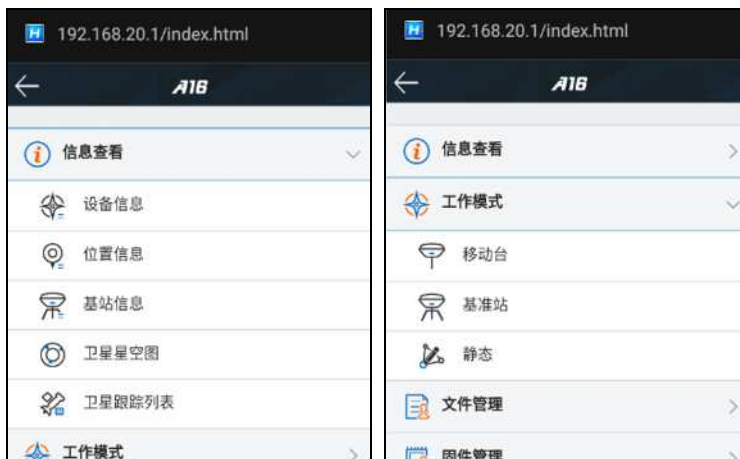 192.168.20.1/index.html
A16
信息查看
设备信息
位置信息
基站信息
卫星星空图
卫星跟踪列表
工作模式
192.168.20.1/index.html
A16
信息查看
工作模式
移动台
基准站
静态
文件管理
固件管理